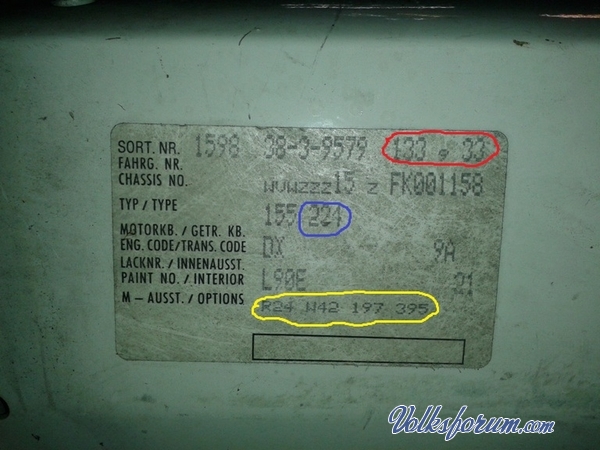 SORT. NR. 1598 38-3-9579 133 9 33
FAHRG. NR.
CHASSIS NO. WVWZZZ15 Z FK001158
TYP / TYPE 155 224
MOTORKB. / GETR. KB.
ENG. CODE/TRANS. CODE DX 9A
LACKNR. / INNENAUSST.
PAINT NO. / INTERIOR L90E 21
M – AUSST. / OPTIONS R24 W42 197 395
Volksforum.com